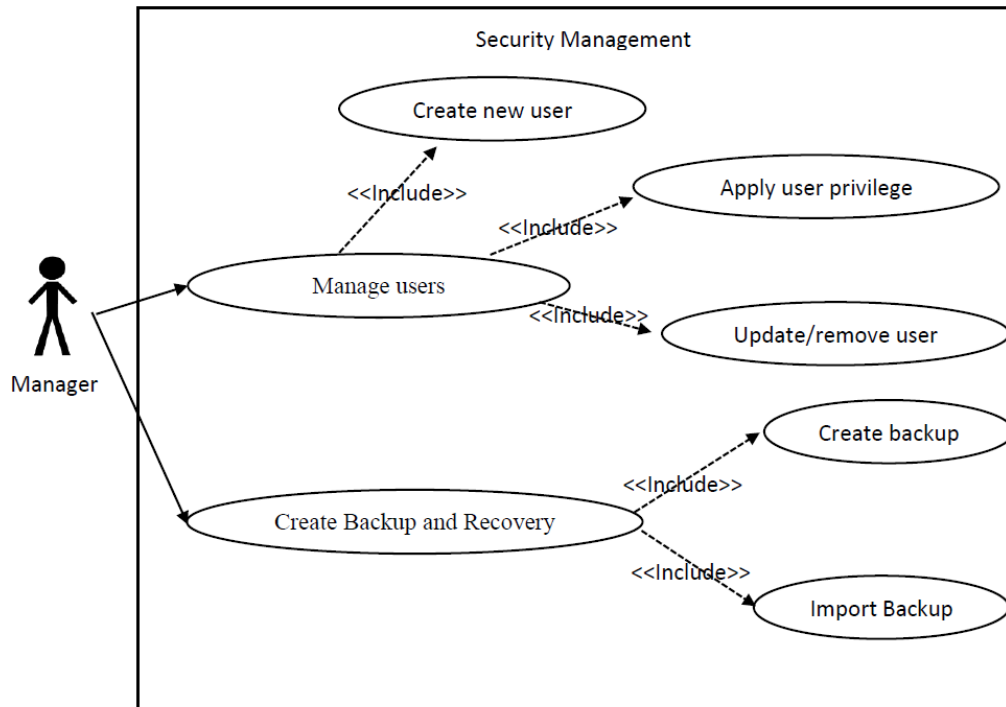 Security Management
Create new user
<<Include>>
Apply user privilege
<<Include>>
Manage users
<<Include>>
Update/remove user
Manager
Create backup
<<Include>>
Create Backup and Recovery
<<Include>>
Import Backup